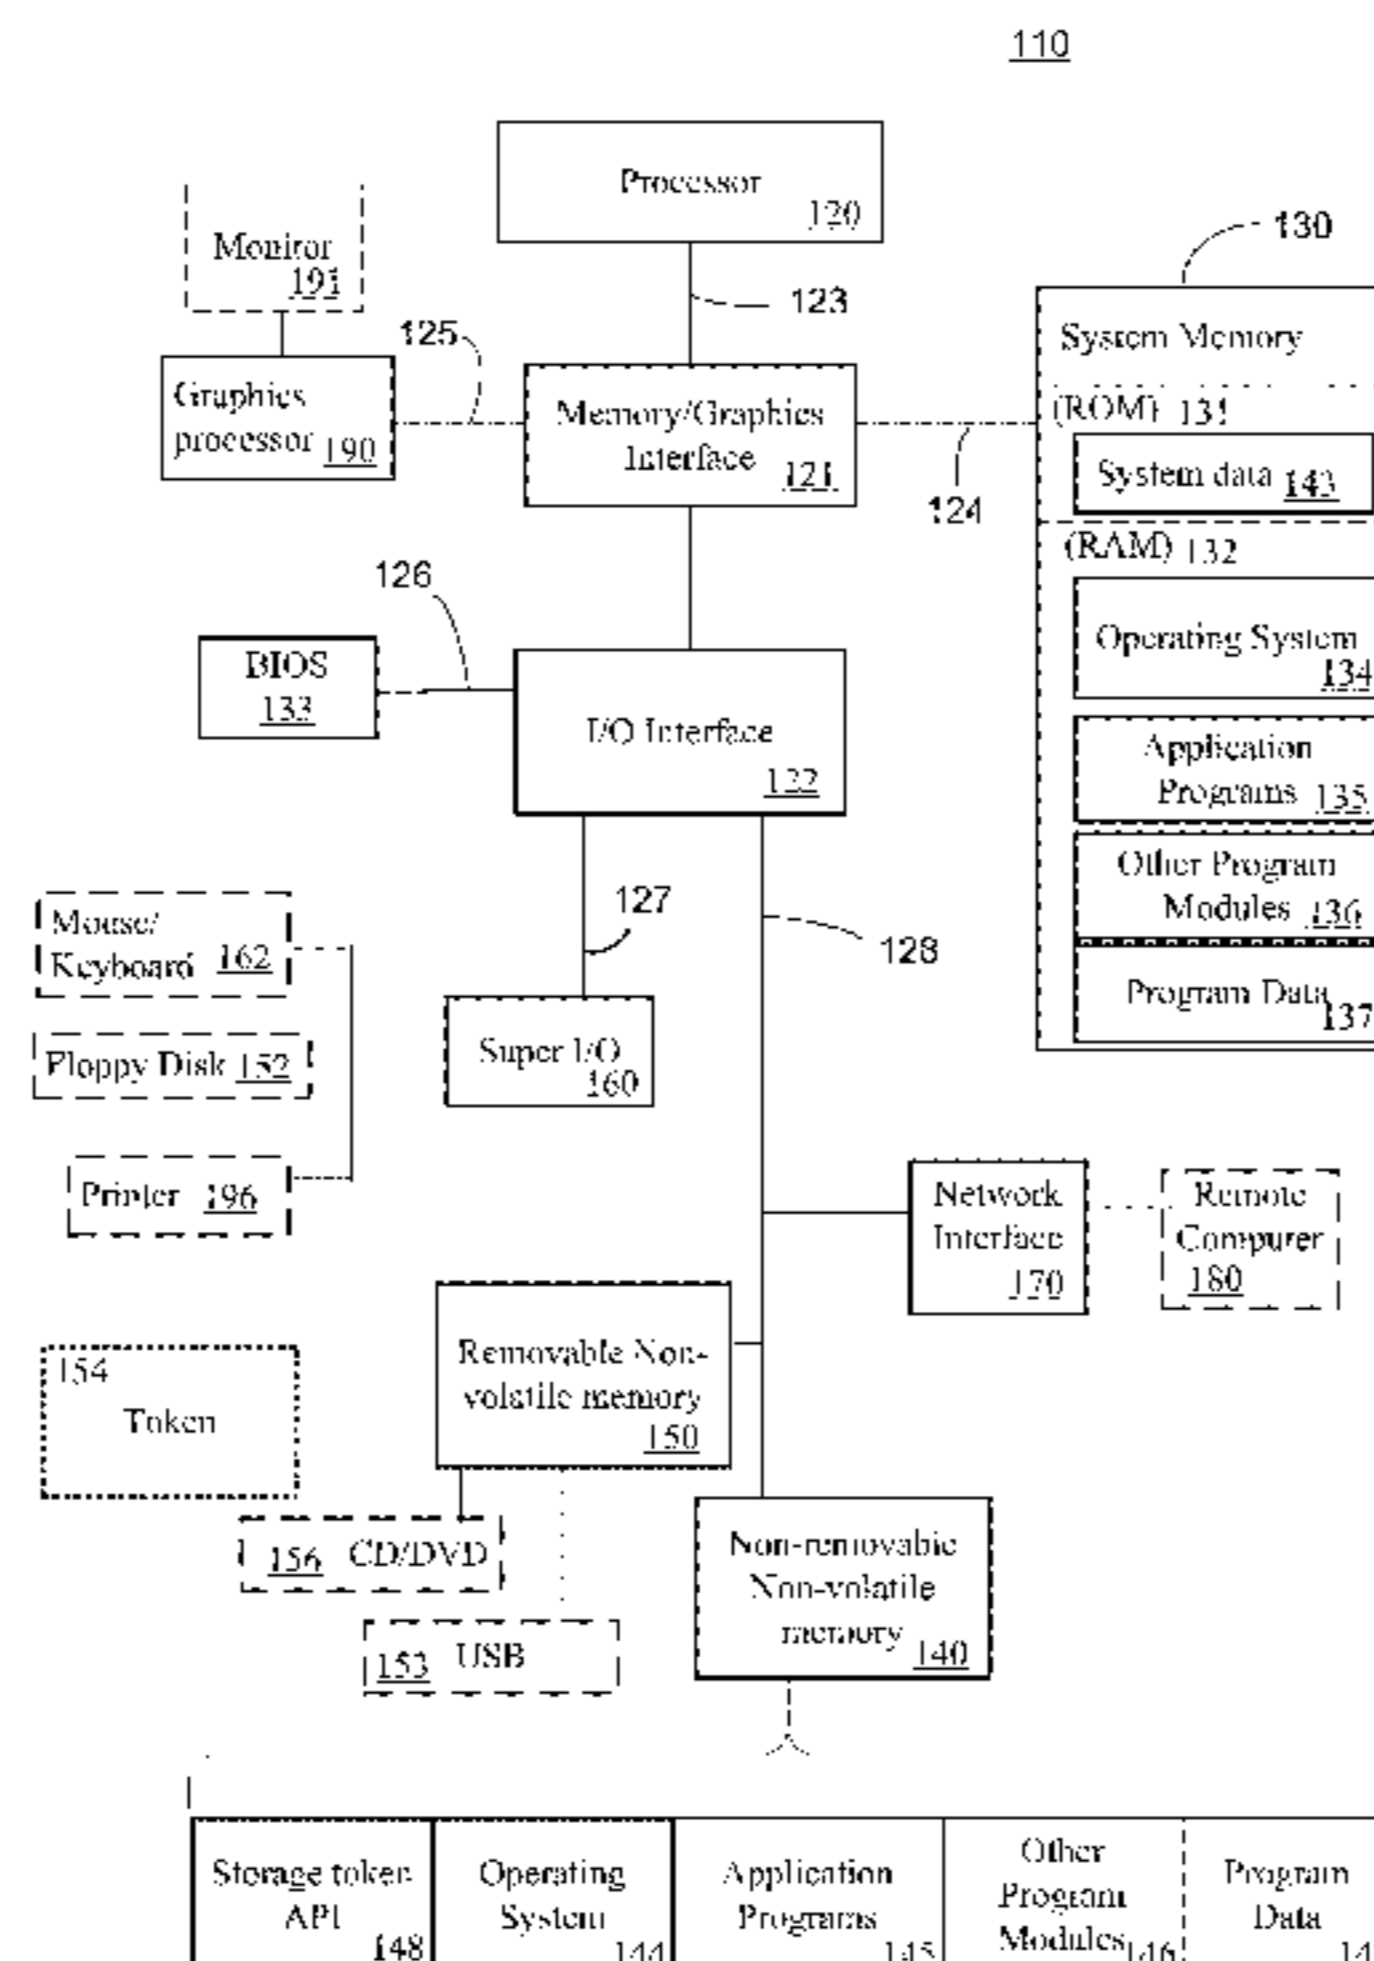 110
Processor
120
Monitor
191
130
123
125
System Memory
Graphics
processor 190
Memory/Graphics
Interface
121
(ROM) 131
System data 143
124
(RAM) 132
126
Operating System
134
BIOS
133
I/O Interface
122
Application
Programs 135
Other Program
Modules 136
127
128
Mouse/
Keyboard 162
Program Data
137
Super I/O
160
Floppy Disk 152
Printer 196
Network
Interface
170
Remote
Computer
180
Removable Non-
volatile memory
150
154
Token
156 CD/DVD
Non-removable
Non-volatile
memory 140
153 USB
Storage token
API
148
Operating
System
144
Application
Programs
145
Other
Program
Modules 146
Program
Data